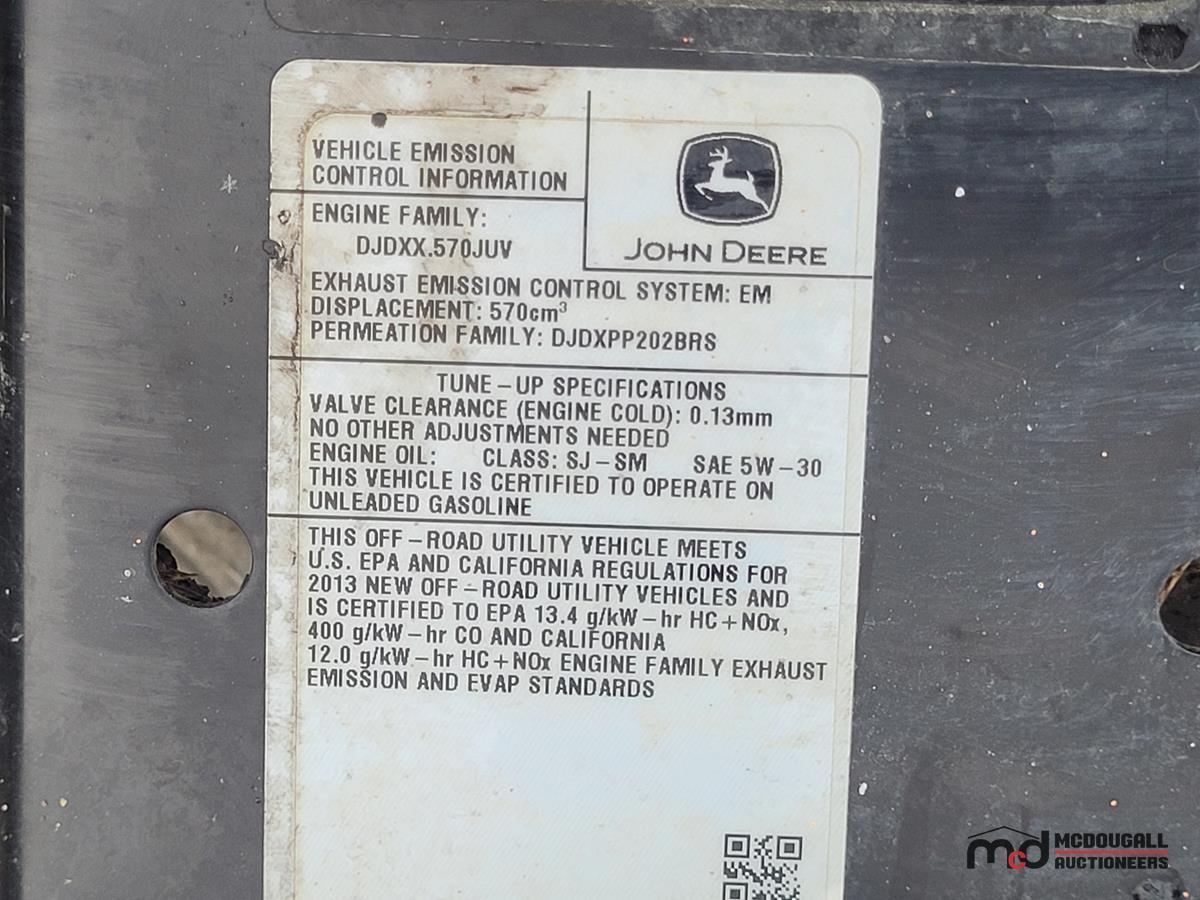 VEHICLE EMISSION
CONTROL INFORMATION
JOHN DEERE
ENGINE FAMILY:
DJDXX.570JUV
EXHAUST EMISSION CONTROL SYSTEM: EM
DISPLACEMENT: 570cm³
PERMEATION FAMILY: DJDXPP202BRS
TUNE-UP SPECIFICATIONS
VALVE CLEARANCE (ENGINE COLD): 0.13mm
NO OTHER ADJUSTMENTS NEEDED
ENGINE OIL: CLASS: SJ-SM SAE 5W-30
THIS VEHICLE IS CERTIFIED TO OPERATE ON
UNLEADED GASOLINE
THIS OFF-ROAD UTILITY VEHICLE MEETS
U.S. EPA AND CALIFORNIA REGULATIONS FOR
2013 NEW OFF-ROAD UTILITY VEHICLES AND
IS CERTIFIED TO EPA 13.4 g/kW-hr HC+NOx,
400 g/kW-hr CO AND CALIFORNIA
12.0 g/kW-hr HC+NOx ENGINE FAMILY EXHAUST
EMISSION AND EVAP STANDARDS
mcd MCDOUGALL
AUCTIONEERS